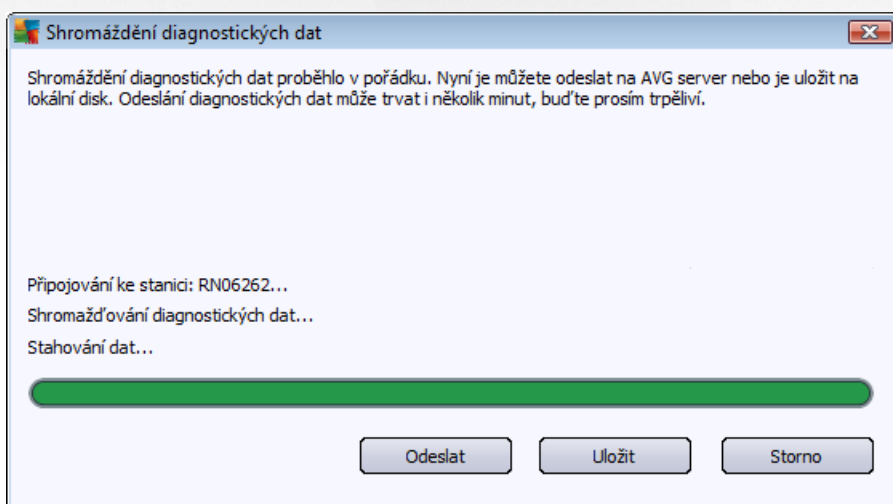 Shromáždění diagnostických dat
Shromáždění diagnostických dat proběhlo v pořádku. Nyní je můžete odeslat na AVG server nebo je uložit na
lokální disk. Odeslání diagnostických dat může trvat i několik minut, buďte prosím trpěliví.
Připojování ke stanici: RN06262...
Shromažďování diagnostických dat...
Stahování dat...
Odeslat Uložit Storno